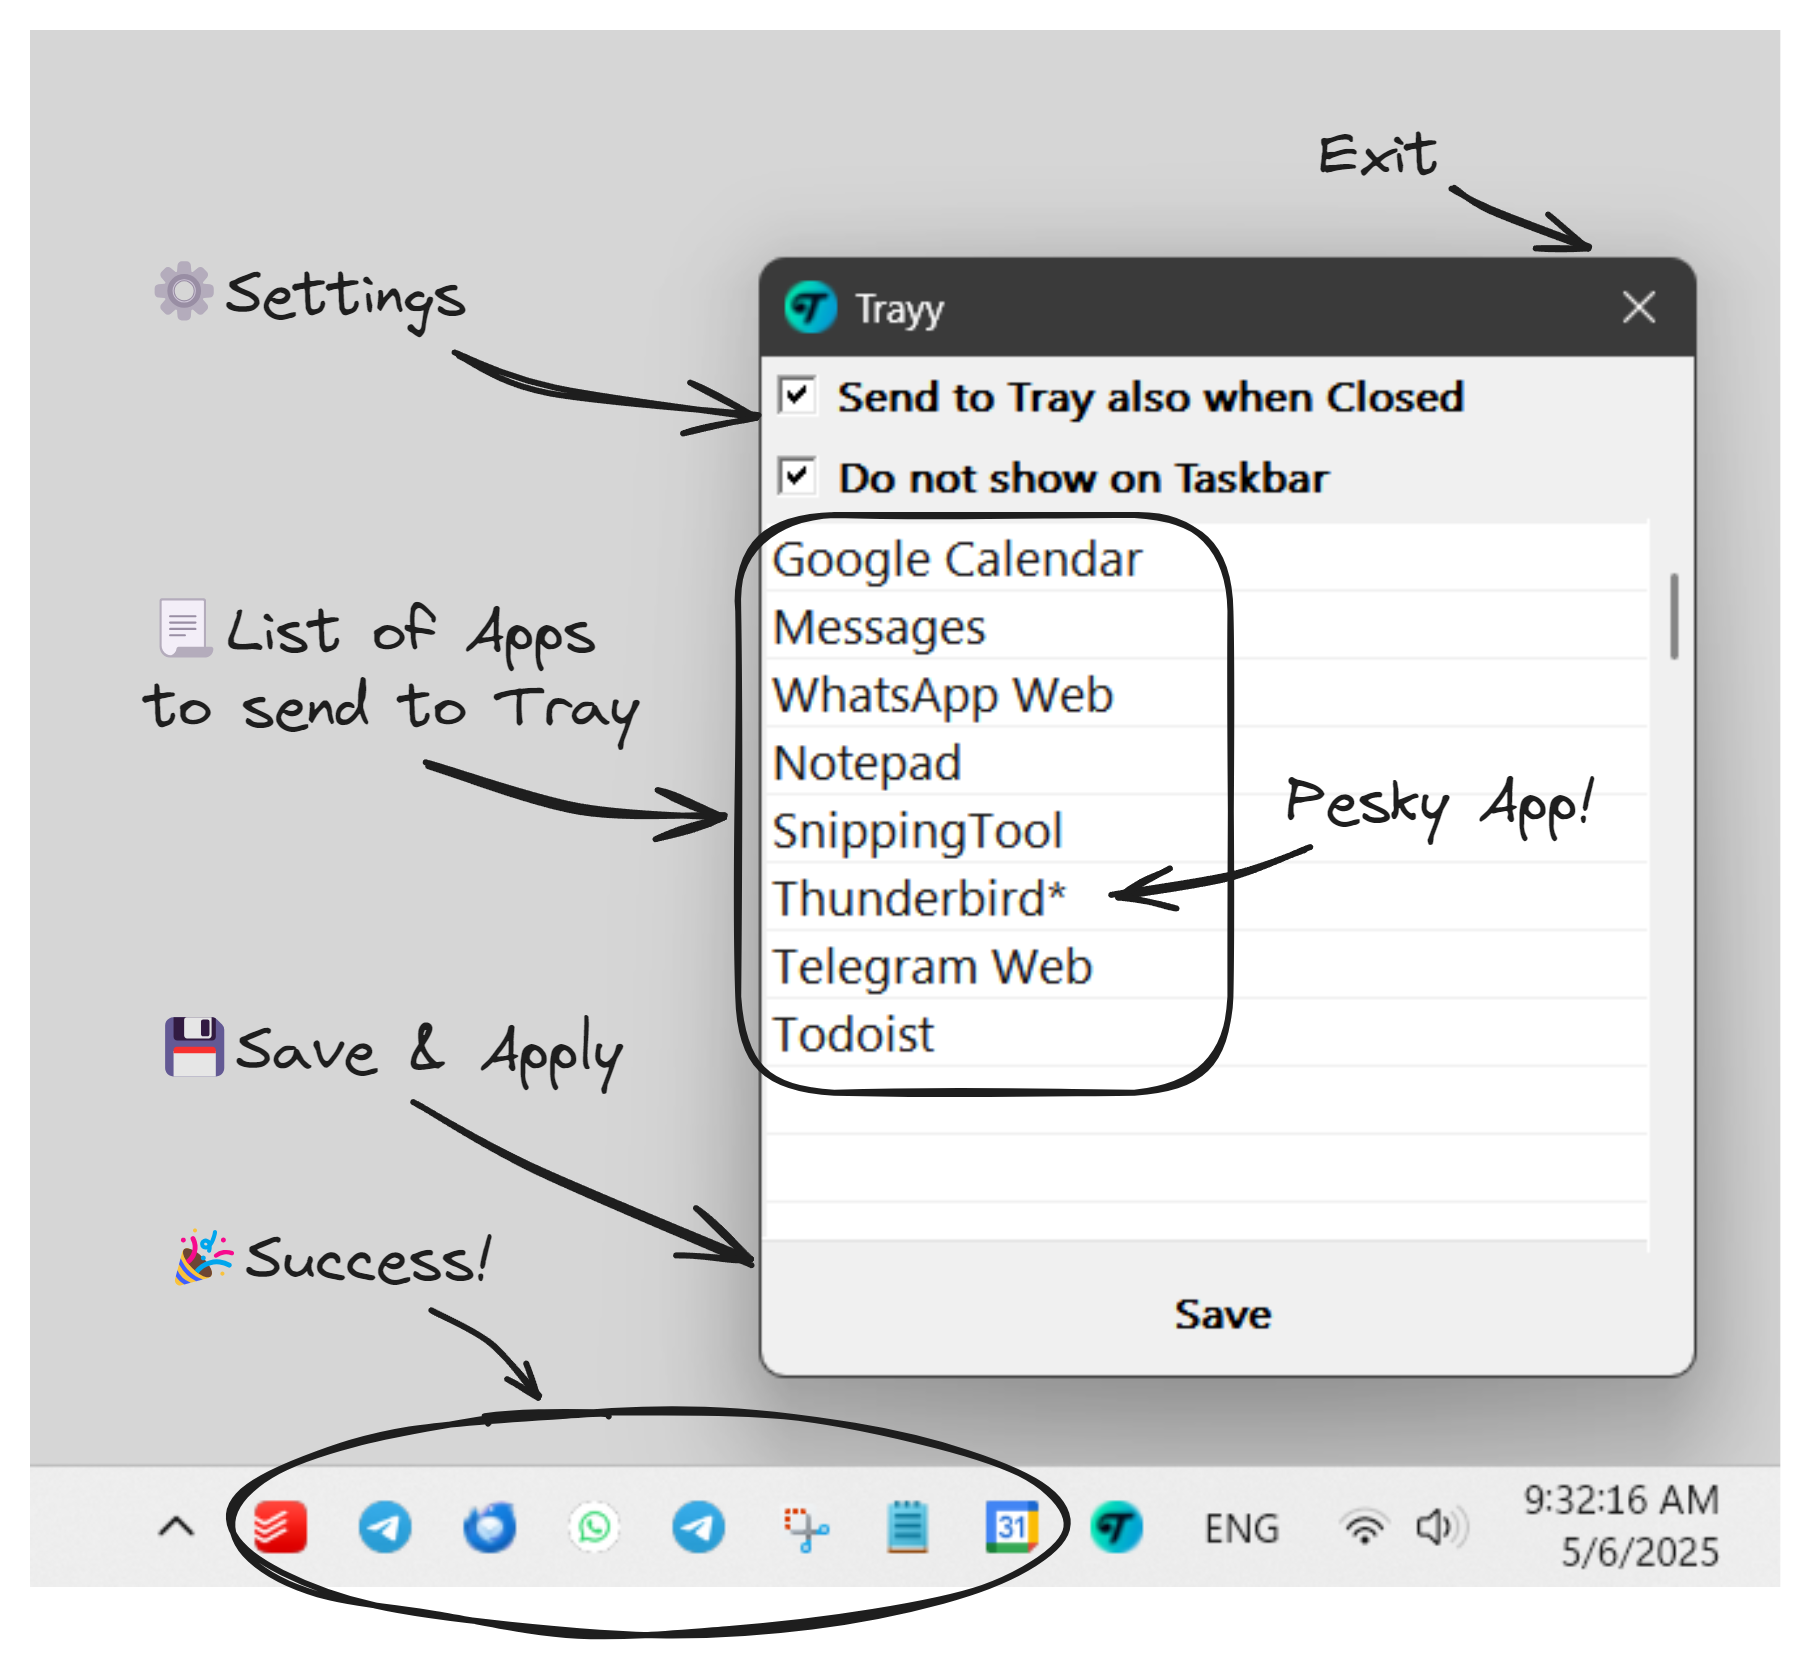 Exit
Settings
Trayy
Send to Tray also when Closed
Do not show on Taskbar
List of Apps
to send to Tray
Google Calendar
Messages
WhatsApp Web
Notepad
SnippingTool
Thunderbird*
Telegram Web
Todoist
Pesky App!
Save & Apply
Success!
Save
31
ENG
9:32:16 AM
5/6/2025